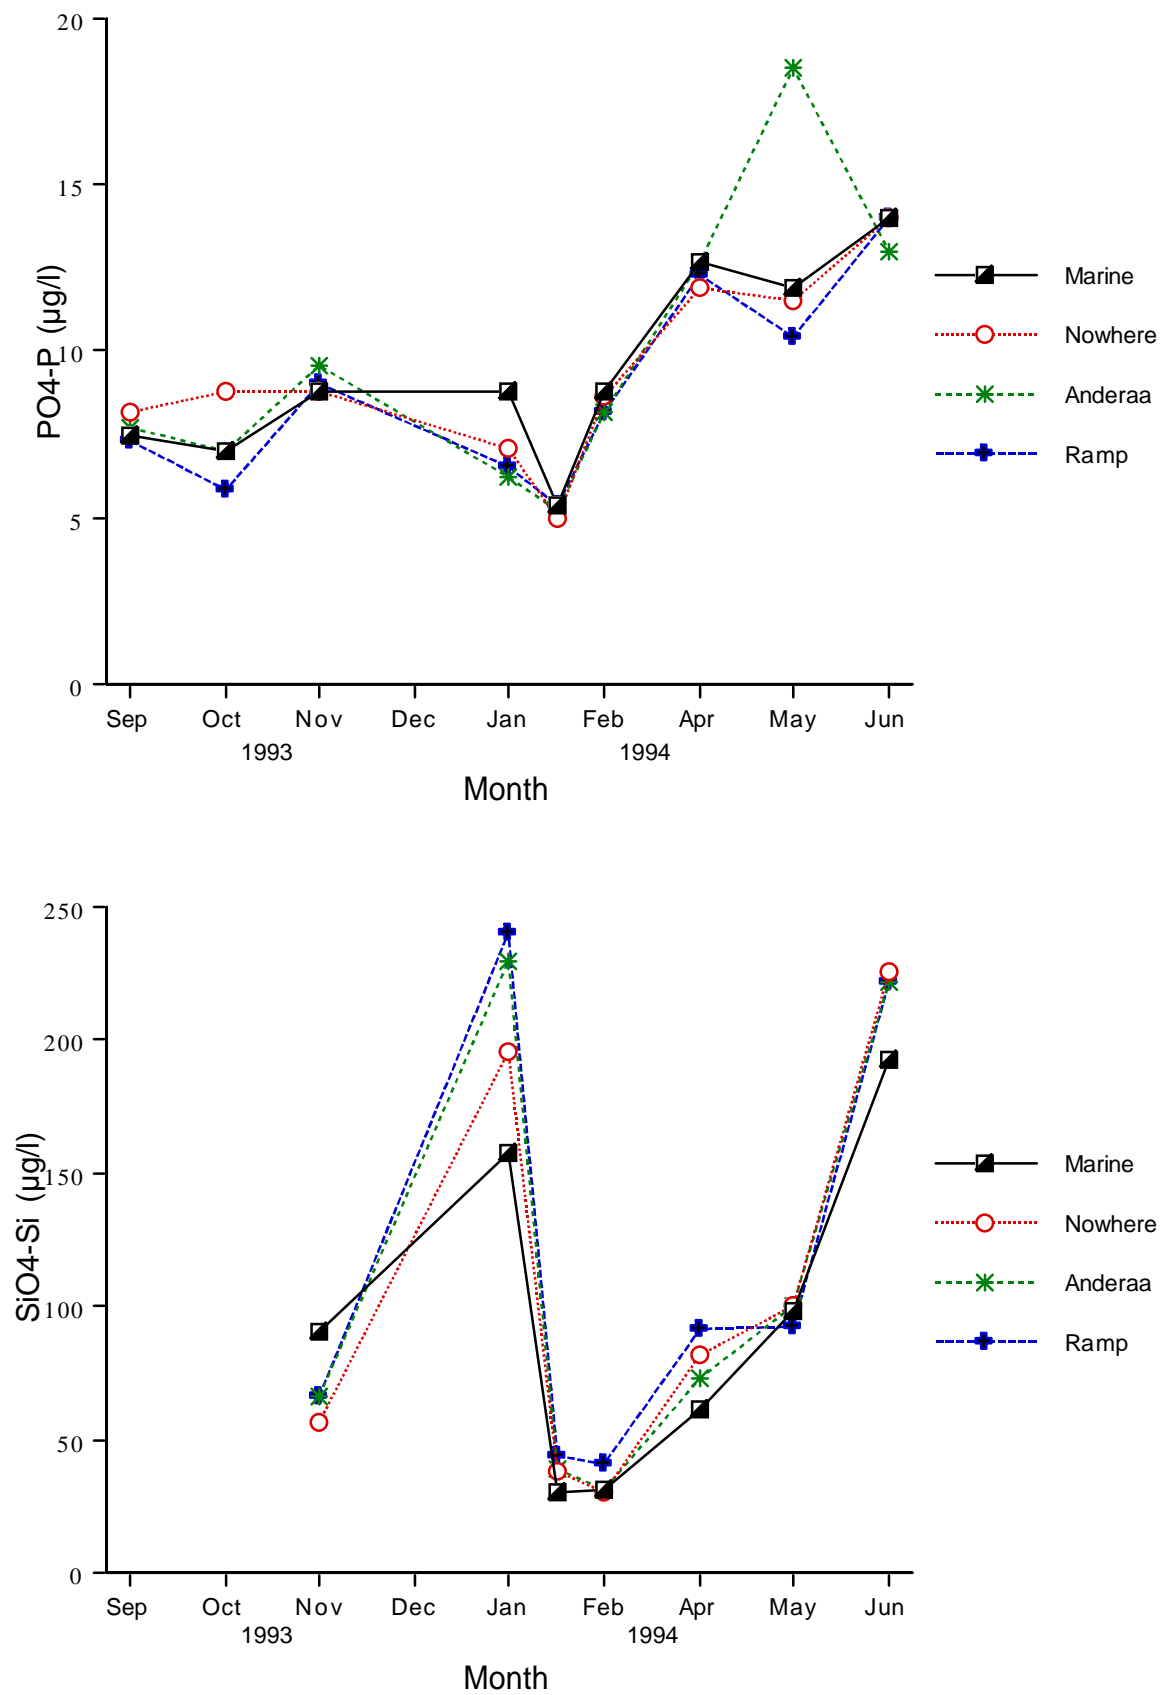 20
15
10
5
0
PO4-P (µg/l)
Sep Oct Nov Dec Jan Feb Apr May Jun
1993 1994
Month
Marine
Nowhere
Anderaa
Ramp
250
200
150
100
50
0
SiO4-Si (µg/l)
Sep Oct Nov Dec Jan Feb Apr May Jun
1993 1994
Month
Marine
Nowhere
Anderaa
Ramp